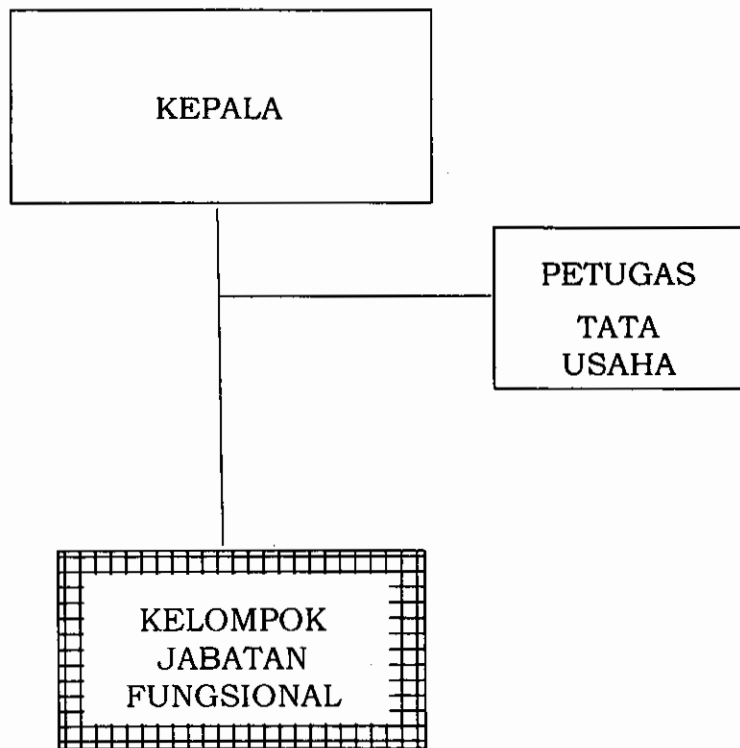 KEPALA
PETUGAS
TATA
USAHA
KELOMPOK
JABATAN
FUNGSIONAL